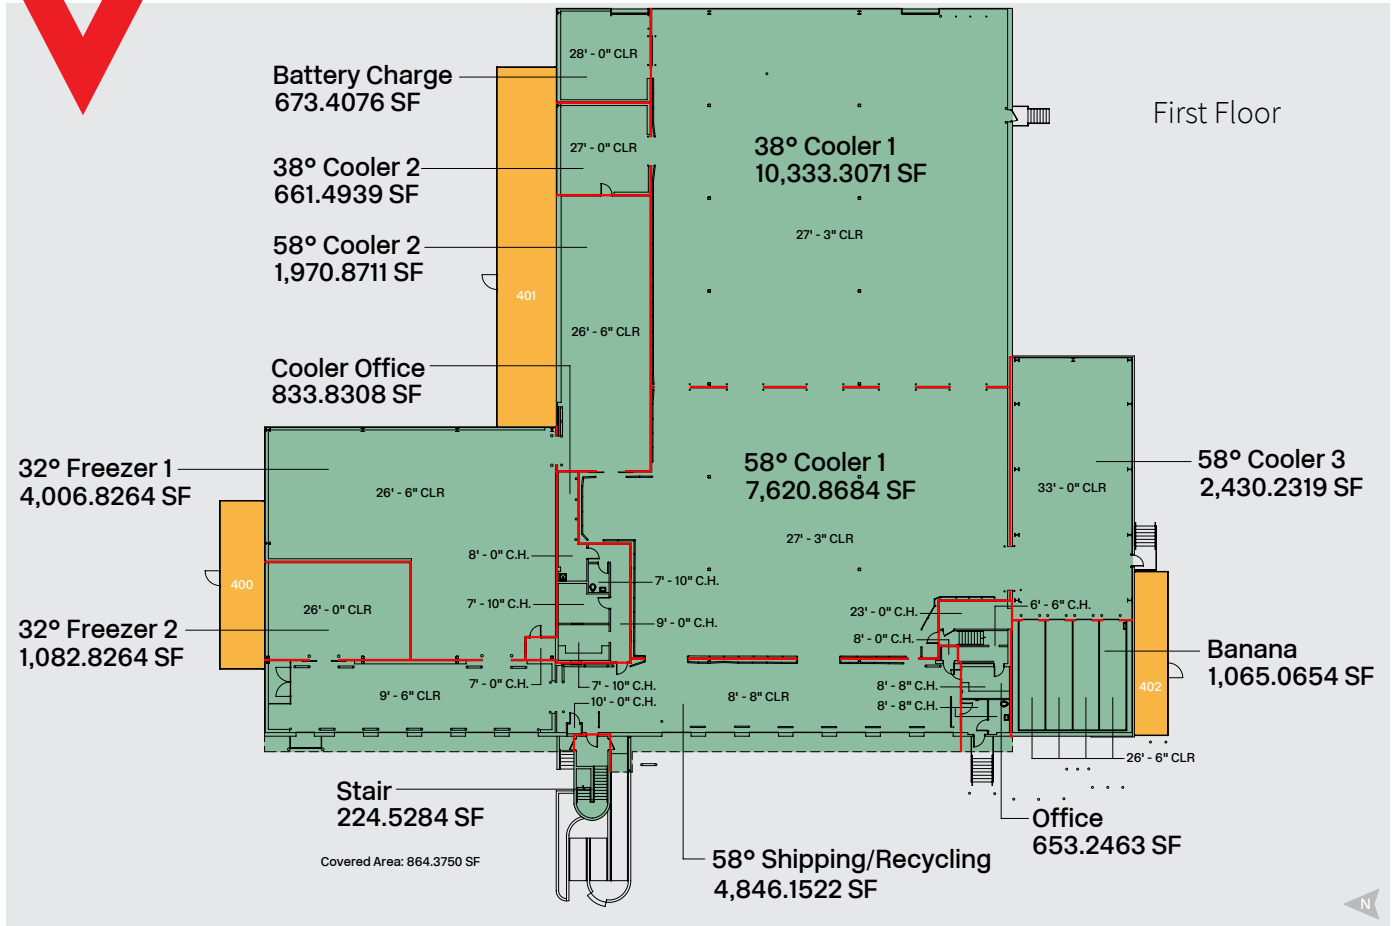 First Floor
28' - 0" CLR
Battery Charge
673.4076 SF
38° Cooler 1
10,333.3071 SF
27' - 0" CLR
38° Cooler 2
661.4939 SF
27' - 3" CLR
58° Cooler 2
1,970.8711 SF
401
26' - 6" CLR
Cooler Office
833.8308 SF
32° Freezer 1
4,006.8264 SF
26' - 6" CLR
58° Cooler 1
7,620.8684 SF
33' - 0" CLR
58° Cooler 3
2,430.2319 SF
27' - 3" CLR
8' - 0" C.H.
7' - 10" C.H.
400
26' - 0" CLR
7' - 10" C.H.
23' - 0" C.H.
6' - 6" C.H.
9' - 0" C.H.
8' - 0" C.H.
32° Freezer 2
1,082.8264 SF
Banana
1,065.0654 SF
402
9' - 6" CLR
7' - 0" C.H.
7' - 10" C.H.
10' - 0" C.H.
8' - 8" CLR
8' - 8" C.H.
8' - 8" C.H.
26' - 6" CLR
Stair
224.5284 SF
Office
653.2463 SF
Covered Area: 864.3750 SF
58° Shipping/Recycling
4,846.1522 SF
N